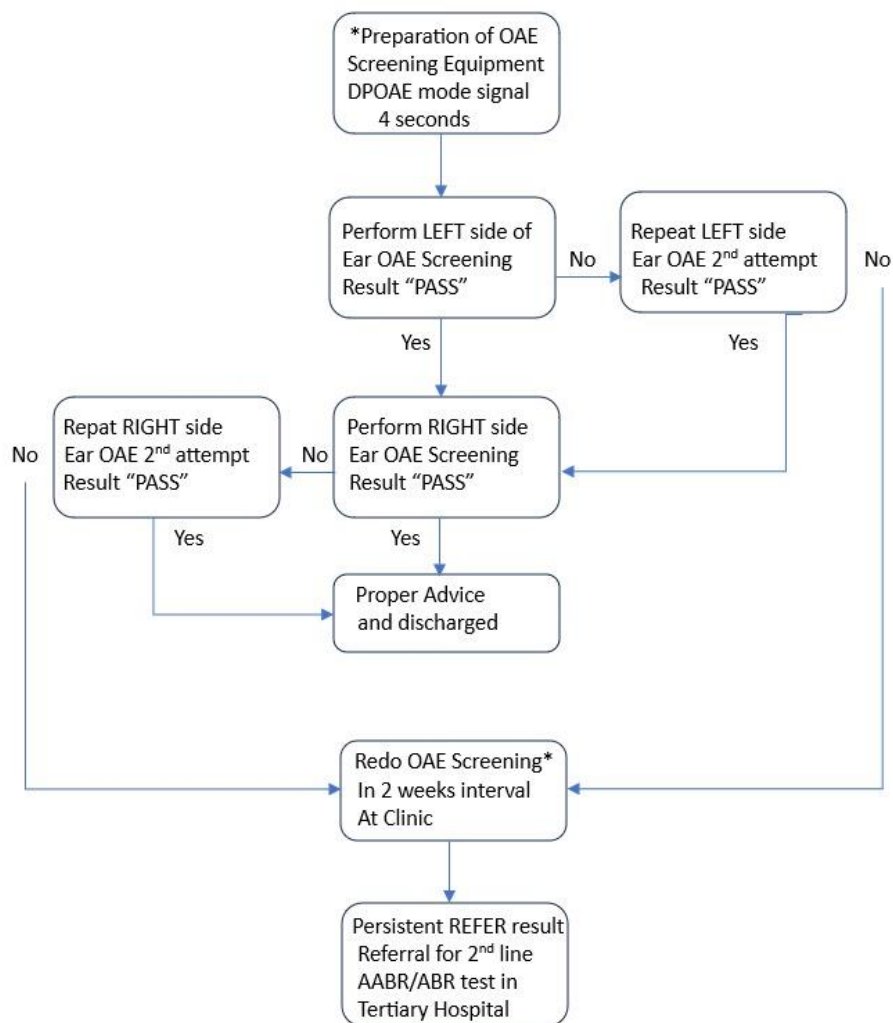 *Preparation of OAE
Screening Equipment
DPOAE mode signal
4 seconds
Perform LEFT side of
Ear OAE Screening
Result “PASS”
No
Repeat LEFT side
Ear OAE 2nd attempt
Result “PASS”
No
Yes
Yes
No
Repat RIGHT side
Ear OAE 2nd attempt
Result “PASS”
No
Perform RIGHT side
Ear OAE Screening
Result “PASS”
Yes
Yes
Proper Advice
and discharged
Redo OAE Screening*
In 2 weeks interval
At Clinic
Persistent REFER result
Referral for 2nd line
AABR/ABR test in
Tertiary Hospital